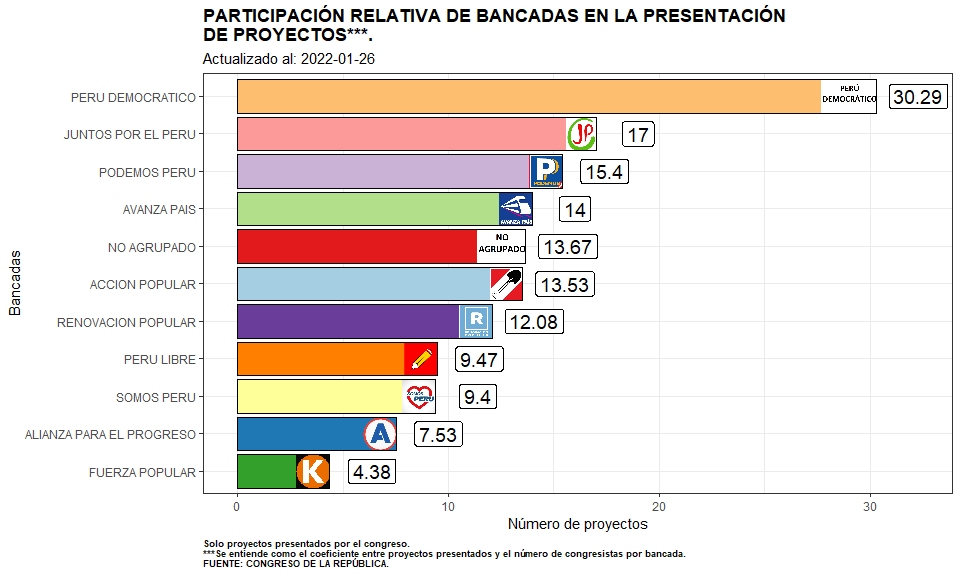 PARTICIPACIÓN RELATIVA DE BANCADAS EN LA PRESENTACIÓN
DE PROYECTOS***.
Actualizado al: 2022-01-26
Bancadas
PERU DEMOCRATICO
PERÚ
DEMOCRÁTICO
30.29
JUNTOS POR EL PERU
JP
17
PODEMOS PERU
P
PODEMOS
15.4
AVANZA PAIS
AVANZA PAÍS
14
NO AGRUPADO
NO
AGRUPADO
13.67
ACCION POPULAR
13.53
RENOVACION POPULAR
R
12.08
PERU LIBRE
9.47
SOMOS PERU
SOMOS
PERU
9.4
ALIANZA PARA EL PROGRESO
A
7.53
FUERZA POPULAR
K
4.38
0
10
20
30
Número de proyectos
Solo proyectos presentados por el congreso.
***Se entiende como el coeficiente entre proyectos presentados y el número de congresistas por bancada.
FUENTE: CONGRESO DE LA REPÚBLICA.